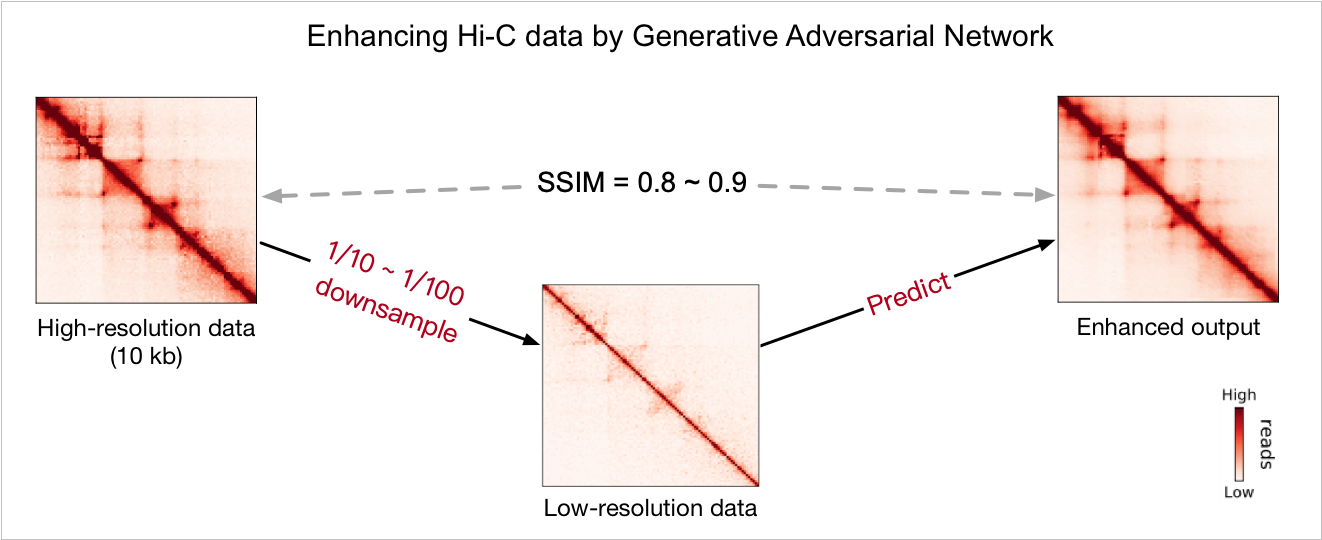 Enhancing Hi-C data by Generative Adversarial Network
SSIM = 0.8 ~ 0.9
1/10 ~ 1/100
downsample
Predict
High-resolution data
(10 kb)
Enhanced output
Low-resolution data
High
reads
Low